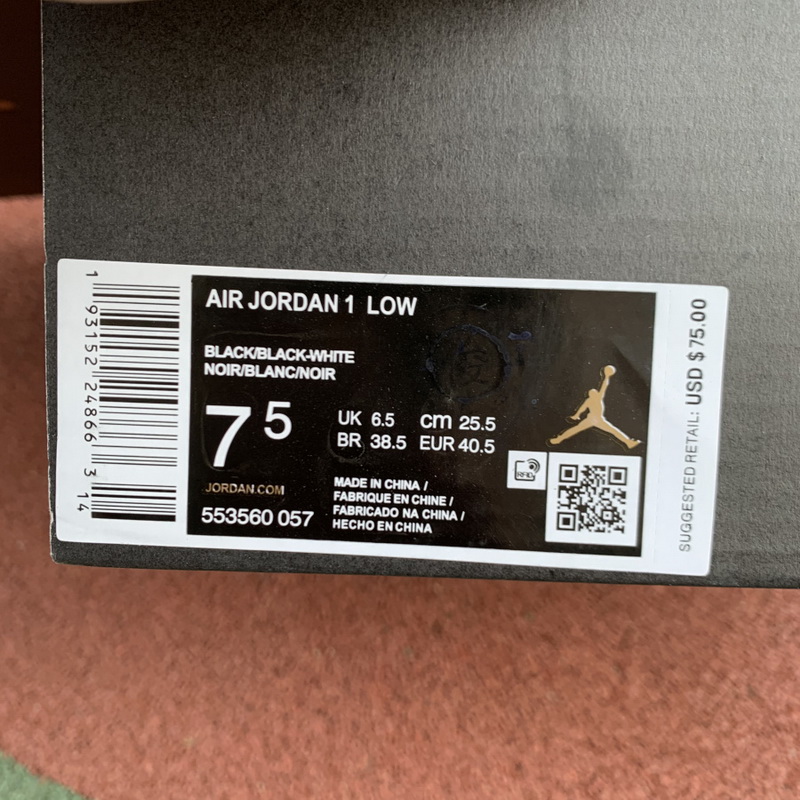 AIR JORDAN 1 LOW
BLACK/BLACK-WHITE
NOIR/BLANC/NOIR
7 5
UK 6.5 cm 25.5
BR 38.5 EUR 40.5
JORDAN.COM
553560 057
MADE IN CHINA /
FABRIQUE EN CHINE /
FABRICADO NA CHINA /
HECHO EN CHINA
RFID
SUGGESTED RETAIL: USD $ 75.00
1 93152 24866 3 14